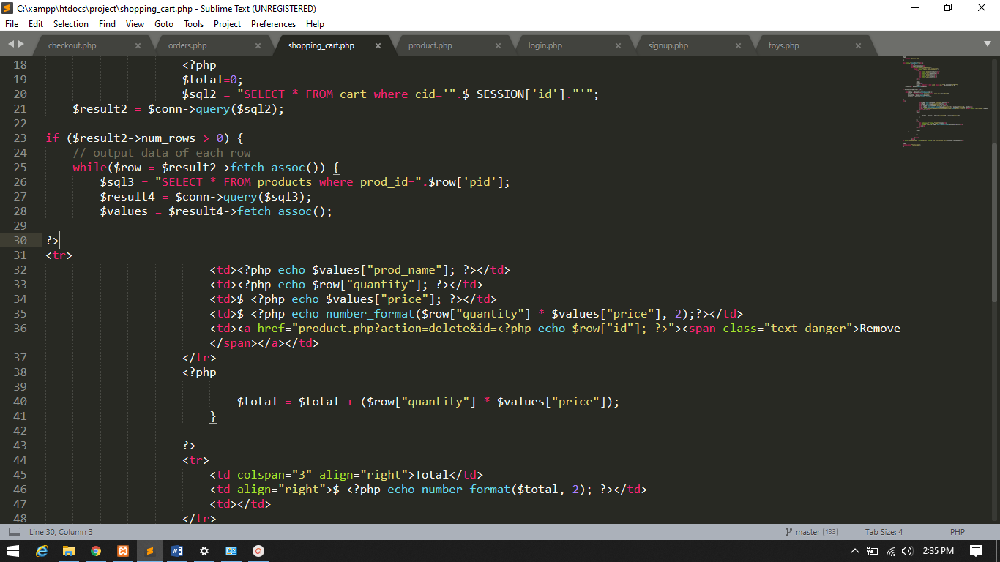 C:\xampp\htdocs\project\shopping_cart.php - Sublime Text (UNREGISTERED)
File Edit Selection Find View Goto Tools Project Preferences Help
checkout.php × orders.php × shopping_cart.php × product.php × login.php × signup.php × toys.php ×
18 <?php
19 $total=0;
20 $sql2 = "SELECT * FROM cart where cid='".$_SESSION['id']."'";
21 $result2 = $conn->query($sql2);
22
23 if ($result2->num_rows > 0) {
24 // output data of each row
25 while($row = $result2->fetch_assoc()) {
26 $sql3 = "SELECT * FROM products where prod_id=".$row['pid'];
27 $result4 = $conn->query($sql3);
28 $values = $result4->fetch_assoc();
29
30 ?>
31 <tr>
32 <td><?php echo $values["prod_name"]; ?></td>
33 <td><?php echo $row["quantity"]; ?></td>
34 <td>$ <?php echo $values["price"]; ?></td>
35 <td>$ <?php echo number_format($row["quantity"] * $values["price"], 2);?></td>
36 <td><a href="product.php?action=delete&id=<?php echo $row["id"]; ?>"><span class="text-danger">Remove
</span></a></td>
37 </tr>
38 <?php
39
40 $total = $total + ($row["quantity"] * $values["price"]);
41 }
42
43 ?>
44 <tr>
45 <td colspan="3" align="right">Total</td>
46 <td align="right">$ <?php echo number_format($total, 2); ?></td>
47 <td></td>
48 </tr>
Line 30, Column 3 master 133 Tab Size: 4 PHP
2:35 PM